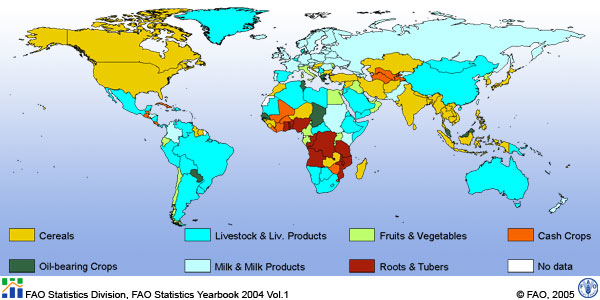 Cereals
Livestock & Liv. Products
Fruits & Vegetables
Cash Crops
Oil-bearing Crops
Milk & Milk Products
Roots & Tubers
No data
FAO Statistics Division, FAO Statistics Yearbook 2004 Vol.1
© FAO, 2005